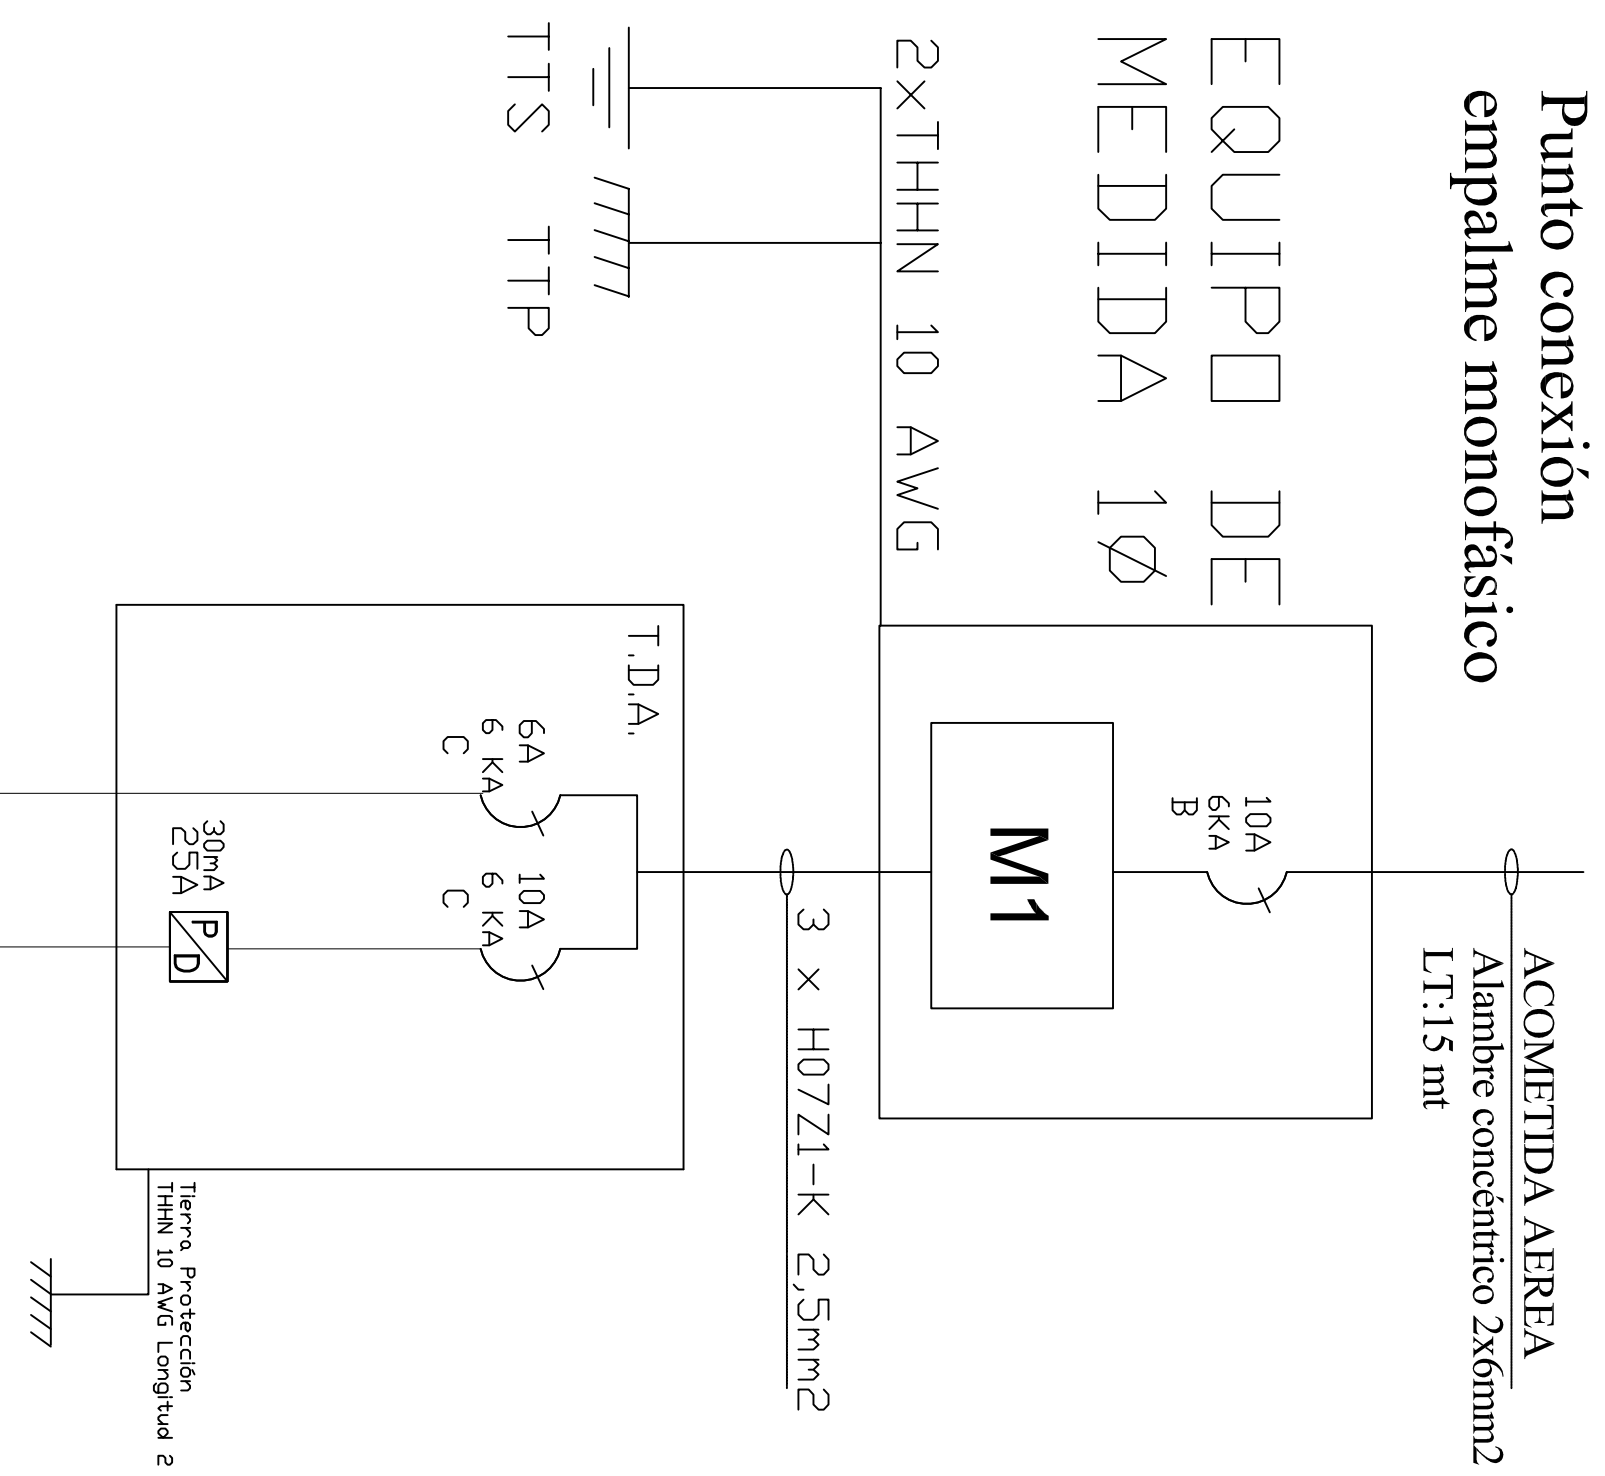 Punto conexión
empalme monofásico
ACOMETIDA AEREA
Alambre concéntrico 2x6mm2
LT:15 mt
EQUIPO DE
MEDIDA 1Ø
10A
6KA
B
M1
2xTHHN 10 AWG
3 x H07Z1-K 2,5mm2
TTS TTP
T.D.A.
6A
6 KA
C
10A
6 KA
C
30mA
25A
P
D
Tierra Protección
THHN 10 AWG Longitud 2